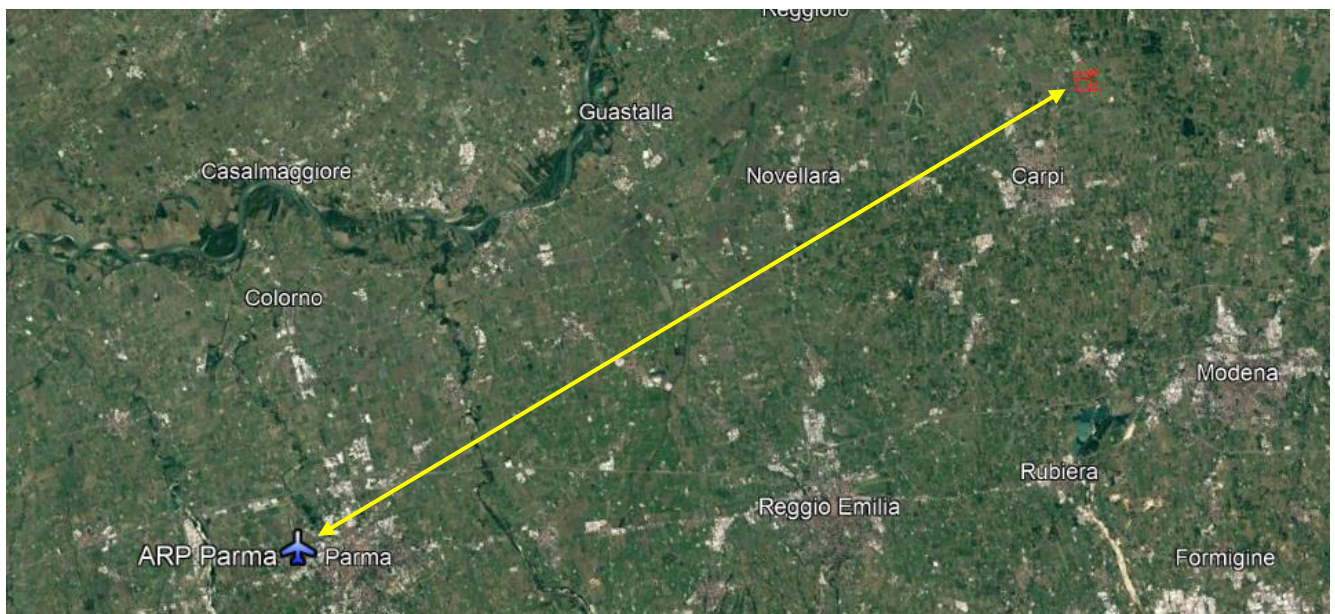 Reggiolo
Guastalla
Casalmaggiore
Novellara
Carpi
Colorno
Modena
Rubiera
Reggio Emilia
ARP Parma
Parma
Formigine